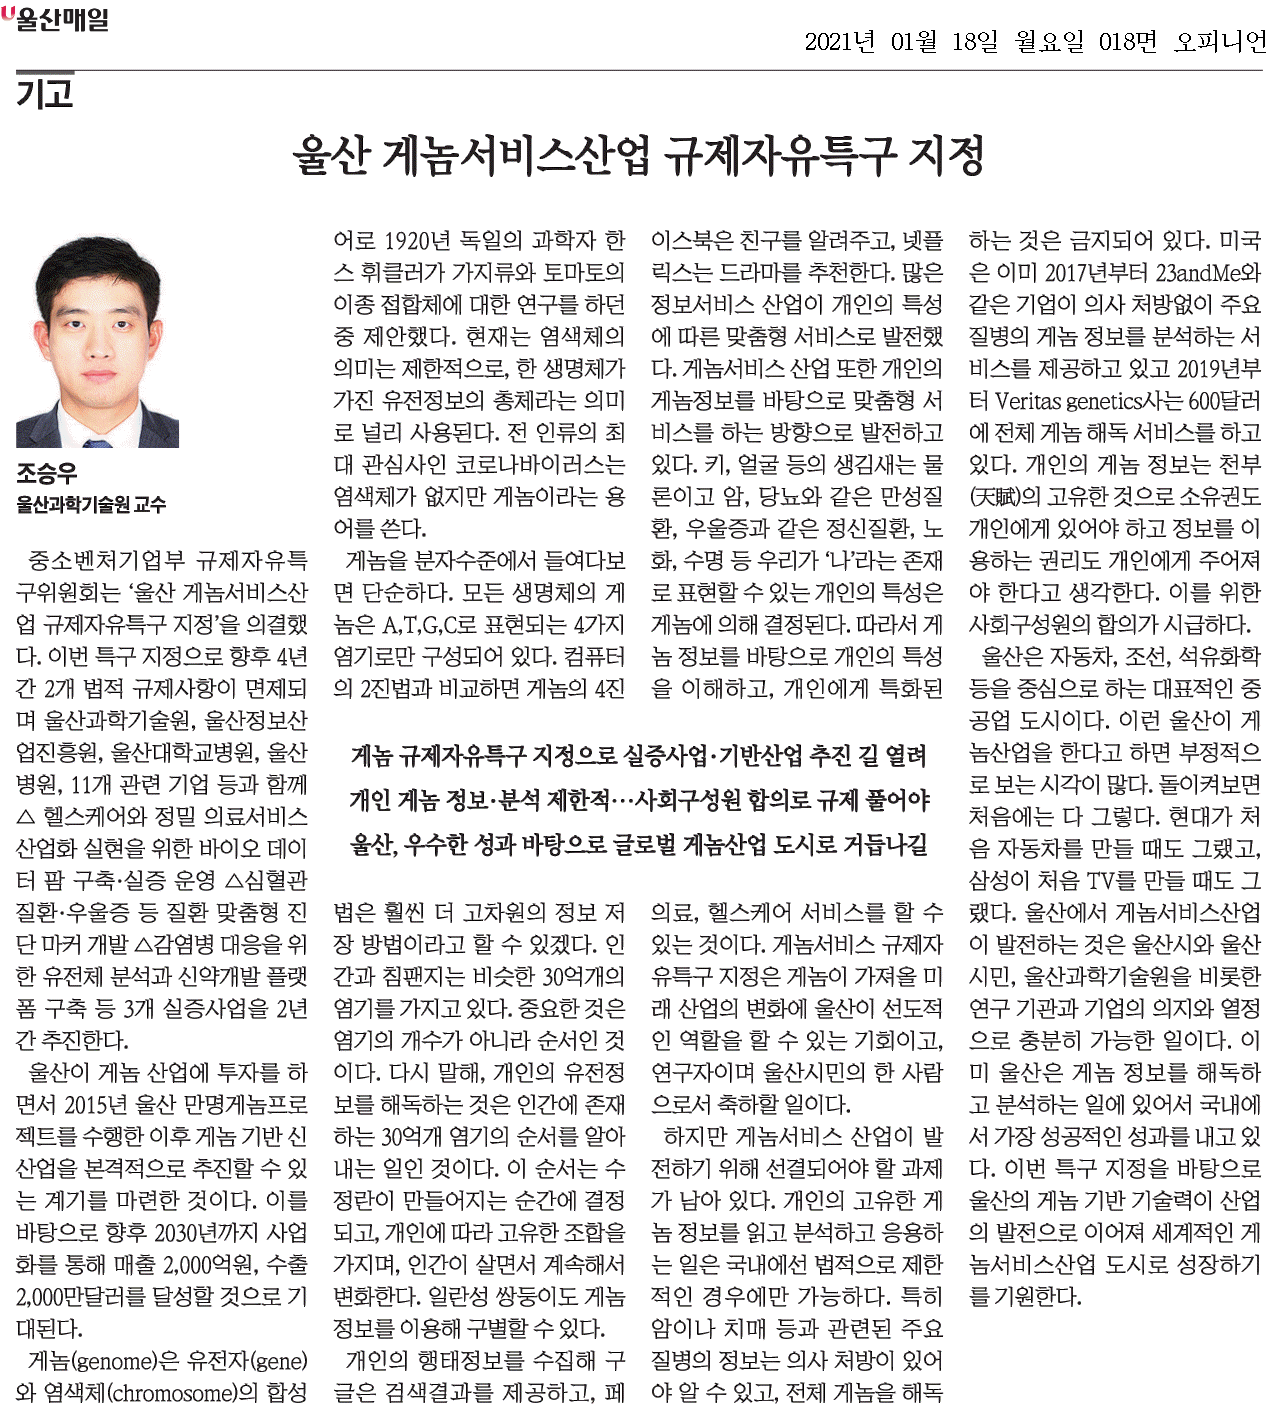 울산매일
2021년 01월 18일 월요일 018면 오피니언
기고
울산 게놈서비스산업 규제자유특구 지정
조승우
울산과학기술원 교수
중소벤처기업부 규제자유특
구위원회는 ‘울산 게놈서비스산
업 규제자유특구 지정’을 의결했
다. 이번 특구 지정으로 향후 4년
간 2개 법적 규제사항이 면제되
며 울산과학기술원, 울산정보산
업진흥원, 울산대학교병원, 울산
병원, 11개 관련 기업 등과 함께
△ 헬스케어와 정밀 의료서비스
산업화 실현을 위한 바이오 데이
터 팜 구축·실증 운영 △심혈관
질환·우울증 등 질환 맞춤형 진
단 마커 개발 △감염병 대응을 위
한 유전체 분석과 신약개발 플랫
폼 구축 등 3개 실증사업을 2년
간 추진한다.
울산이 게놈 산업에 투자를 하
면서 2015년 울산 만명게놈프로
젝트를 수행한 이후 게놈 기반 신
산업을 본격적으로 추진할 수 있
는 계기를 마련한 것이다. 이를
바탕으로 향후 2030년까지 사업
화를 통해 매출 2,000억원, 수출
2,000만달러를 달성할 것으로 기
대된다.
게놈(genome)은 유전자(gene)
와 염색체(chromosome)의 합성
어로 1920년 독일의 과학자 한
스 휘클러가 가지류와 토마토의
이종 접합체에 대한 연구를 하던
중 제안했다. 현재는 염색체의
의미는 제한적으로, 한 생명체가
가진 유전정보의 총체라는 의미
로 널리 사용된다. 전 인류의 최
대 관심사인 코로나바이러스는
염색체가 없지만 게놈이라는 용
어를 쓴다.
게놈을 분자수준에서 들여다보
면 단순하다. 모든 생명체의 게
놈은 A,T,G,C로 표현되는 4가지
염기로만 구성되어 있다. 컴퓨터
의 2진법과 비교하면 게놈의 4진
게놈 규제자유특구 지정으로 실증사업·기반산업 추진 길 열려
개인 게놈 정보·분석 제한적…사회구성원 합의로 규제 풀어야
울산, 우수한 성과 바탕으로 글로벌 게놈산업 도시로 거듭나길
법은 훨씬 더 고차원의 정보 저
장 방법이라고 할 수 있겠다. 인
간과 침팬지는 비슷한 30억개의
염기를 가지고 있다. 중요한 것은
염기의 개수가 아니라 순서인 것
이다. 다시 말해, 개인의 유전정
보를 해독하는 것은 인간에 존재
하는 30억개 염기의 순서를 알아
내는 일인 것이다. 이 순서는 수
정란이 만들어지는 순간에 결정
되고, 개인에 따라 고유한 조합을
가지며, 인간이 살면서 계속해서
변화한다. 일란성 쌍둥이도 게놈
정보를 이용해 구별할 수 있다.
개인의 행태정보를 수집해 구
글은 검색결과를 제공하고, 페
이스북은 친구를 알려주고, 넷플
릭스는 드라마를 추천한다. 많은
정보서비스 산업이 개인의 특성
에 따른 맞춤형 서비스로 발전했
다. 게놈서비스 산업 또한 개인의
게놈정보를 바탕으로 맞춤형 서
비스를 하는 방향으로 발전하고
있다. 키, 얼굴 등의 생김새는 물
론이고 암, 당뇨와 같은 만성질
환, 우울증과 같은 정신질환, 노
화, 수명 등 우리가 ‘나’라는 존재
로 표현할 수 있는 개인의 특성은
게놈에 의해 결정된다. 따라서 게
놈 정보를 바탕으로 개인의 특성
을 이해하고, 개인에게 특화된
의료, 헬스케어 서비스를 할 수
있는 것이다. 게놈서비스 규제자
유특구 지정은 게놈이 가져올 미
래 산업의 변화에 울산이 선도적
인 역할을 할 수 있는 기회이고,
연구자이며 울산시민의 한 사람
으로서 축하할 일이다.
하지만 게놈서비스 산업이 발
전하기 위해 선결되어야 할 과제
가 남아 있다. 개인의 고유한 게
놈 정보를 읽고 분석하고 응용하
는 일은 국내에선 법적으로 제한
적인 경우에만 가능하다. 특히
암이나 치매 등과 관련된 주요
질병의 정보는 의사 처방이 있어
야 알 수 있고, 전체 게놈을 해독
하는 것은 금지되어 있다. 미국
은 이미 2017년부터 23andMe와
같은 기업이 의사 처방없이 주요
질병의 게놈 정보를 분석하는 서
비스를 제공하고 있고 2019년부
터 Veritas genetics사는 600달러
에 전체 게놈 해독 서비스를 하고
있다. 개인의 게놈 정보는 천부
(天賦)의 고유한 것으로 소유권도
개인에게 있어야 하고 정보를 이
용하는 권리도 개인에게 주어져
야 한다고 생각한다. 이를 위한
사회구성원의 합의가 시급하다.
울산은 자동차, 조선, 석유화학
등을 중심으로 하는 대표적인 중
공업 도시이다. 이런 울산이 게
놈산업을 한다고 하면 부정적으
로 보는 시각이 많다. 돌이켜보면
처음에는 다 그렇다. 현대가 처
음 자동차를 만들 때도 그랬고,
삼성이 처음 TV를 만들 때도 그
랬다. 울산에서 게놈서비스산업
이 발전하는 것은 울산시와 울산
시민, 울산과학기술원을 비롯한
연구 기관과 기업의 의지와 열정
으로 충분히 가능한 일이다. 이
미 울산은 게놈 정보를 해독하
고 분석하는 일에 있어서 국내에
서 가장 성공적인 성과를 내고 있
다. 이번 특구 지정을 바탕으로
울산의 게놈 기반 기술력이 산업
의 발전으로 이어져 세계적인 게
놈서비스산업 도시로 성장하기
를 기원한다.